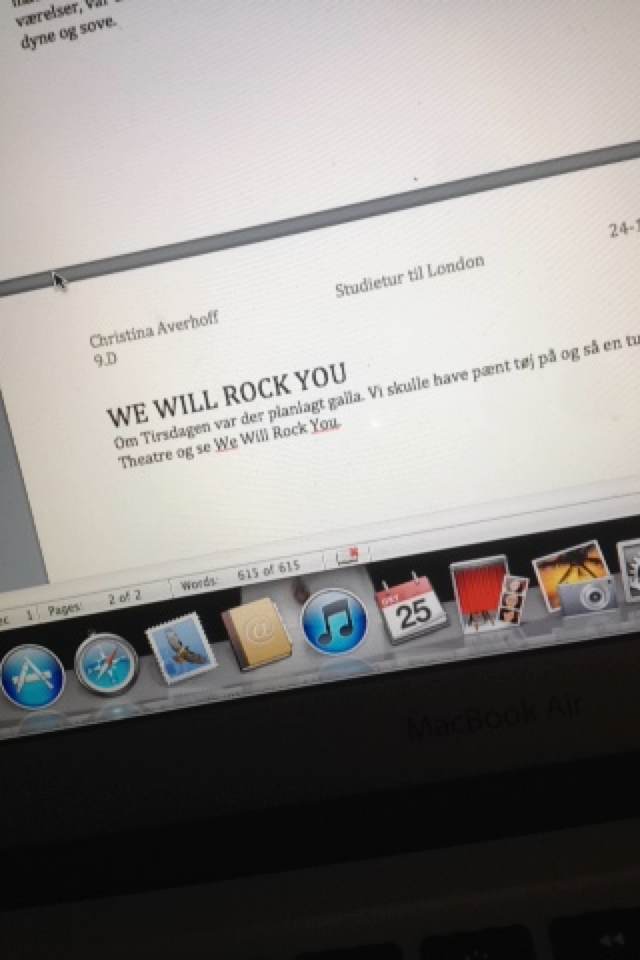 værelser, var
dyne og sove.
Christina Averhoff
9.D
Studietur til London
24-1
WE WILL ROCK YOU
Om Tirsdagen var der planlagt galla. Vi skulle have pænt tøj på og så en tu
Theatre og se We Will Rock You.
1 Pages: 2 of 2 Words: 615 of 615
OKT
25
MacBook Air